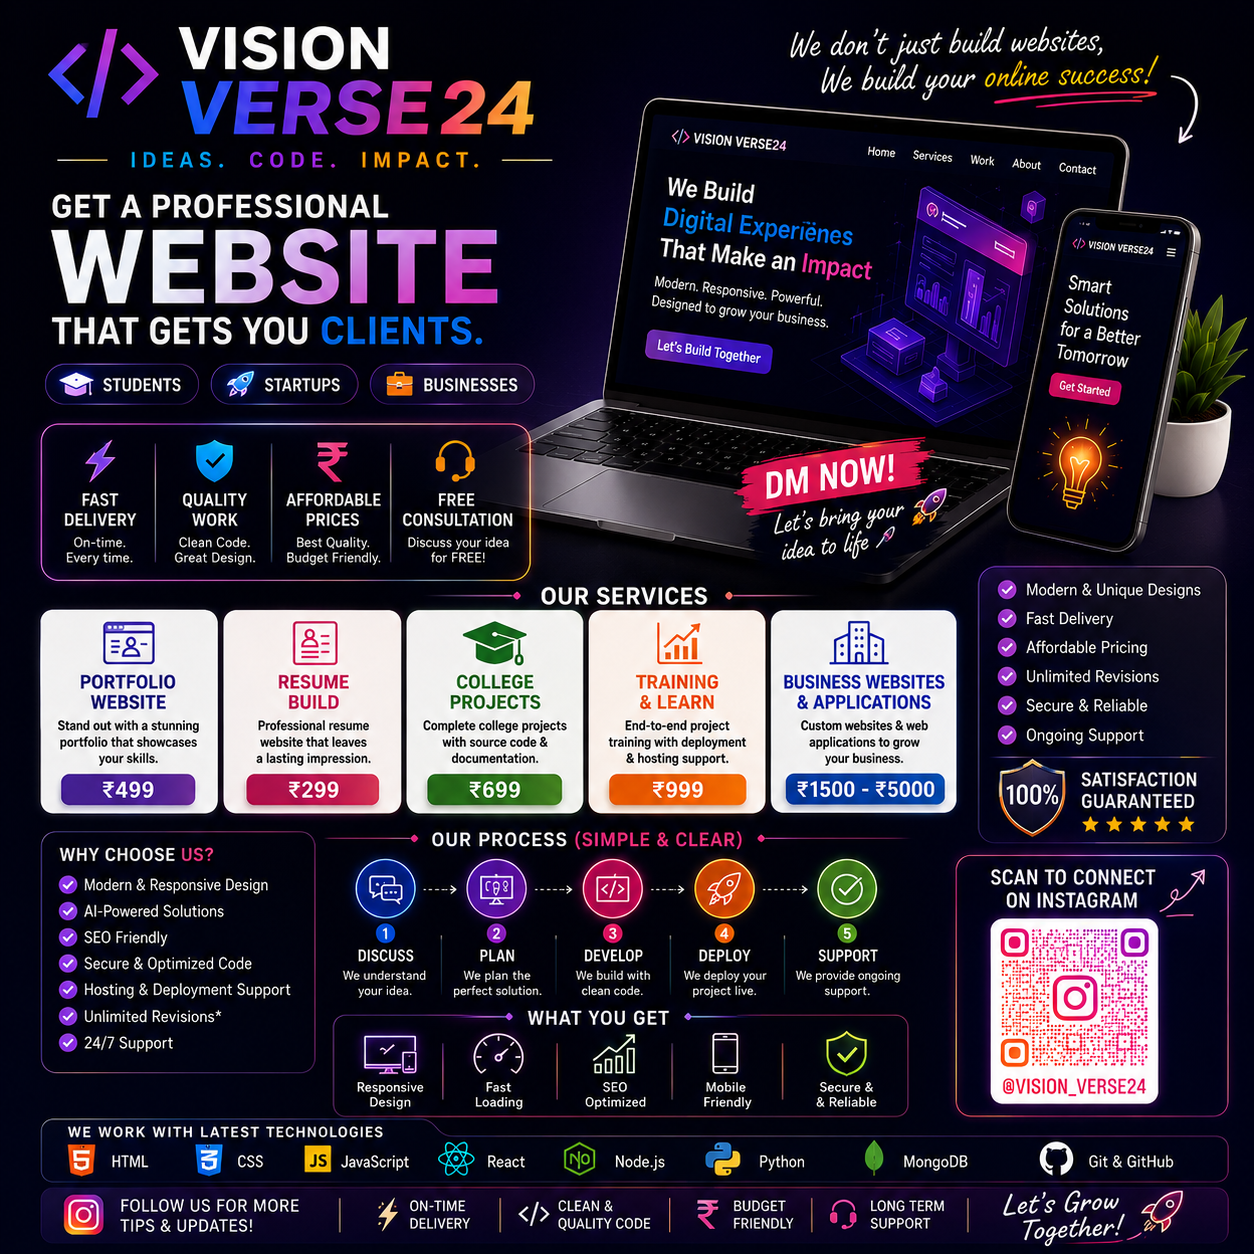 VISION
VERSE24
IDEAS. CODE. IMPACT.
GET A PROFESSIONAL
WEBSITE
THAT GETS YOU CLIENTS.
STUDENTS
STARTUPS
BUSINESSES
FAST
DELIVERY
On-time.
Every time.
QUALITY
WORK
Clean Code.
Great Design.
₹
AFFORDABLE
PRICES
Best Quality.
Budget Friendly.
FREE
CONSULTATION
Discuss your idea
for FREE!
We don't just build websites,
We build your online success!
</> VISION VERSE24
Home Services Work About Contact
We Build
Digital Experiënes
That Make an Impact
Modern. Responsive. Powerful.
Designed to grow your business.
Let's Build Together
</> VISION VERSE24
Smart
Solutions
for a Better
Tomorrow
Get Started
DM NOW!
Let's bring your
idea to life
OUR SERVICES
PORTFOLIO
WEBSITE
Stand out with a stunning
portfolio that showcases
your skills.
₹499
RESUME
BUILD
Professional resume
website that leaves
a lasting impression.
₹299
COLLEGE
PROJECTS
Complete college projects
with source code &
documentation.
₹699
TRAINING
& LEARN
End-to-end project
training with deployment
& hosting support.
₹999
BUSINESS WEBSITES
& APPLICATIONS
Custom websites & web
applications to grow
your business.
₹1500 - ₹5000
Modern & Unique Designs
Fast Delivery
Affordable Pricing
Unlimited Revisions
Secure & Reliable
Ongoing Support
100%
SATISFACTION
GUARANTEED
WHY CHOOSE US?
Modern & Responsive Design
AI-Powered Solutions
SEO Friendly
Secure & Optimized Code
Hosting & Deployment Support
Unlimited Revisions*
24/7 Support
OUR PROCESS (SIMPLE & CLEAR)
1
DISCUSS
We understand
your idea.
2
PLAN
We plan the
perfect solution.
3
DEVELOP
We build with
clean code.
4
DEPLOY
We deploy your
project live.
5
SUPPORT
We provide ongoing
support.
WHAT YOU GET
Responsive
Design
Fast
Loading
SEO
Optimized
Mobile
Friendly
Secure &
& Reliable
SCAN TO CONNECT
ON INSTAGRAM
@VISION_VERSE24
WE WORK WITH LATEST TECHNOLOGIES
5 HTML
3 CSS
JS JavaScript
React
Node.js
Python
MongoDB
Git & GitHub
FOLLOW US FOR MORE
TIPS & UPDATES!
ON-TIME
DELIVERY
</> CLEAN &
QUALITY CODE
₹ BUDGET
FRIENDLY
LONG TERM
SUPPORT
Let's Grow
Together!